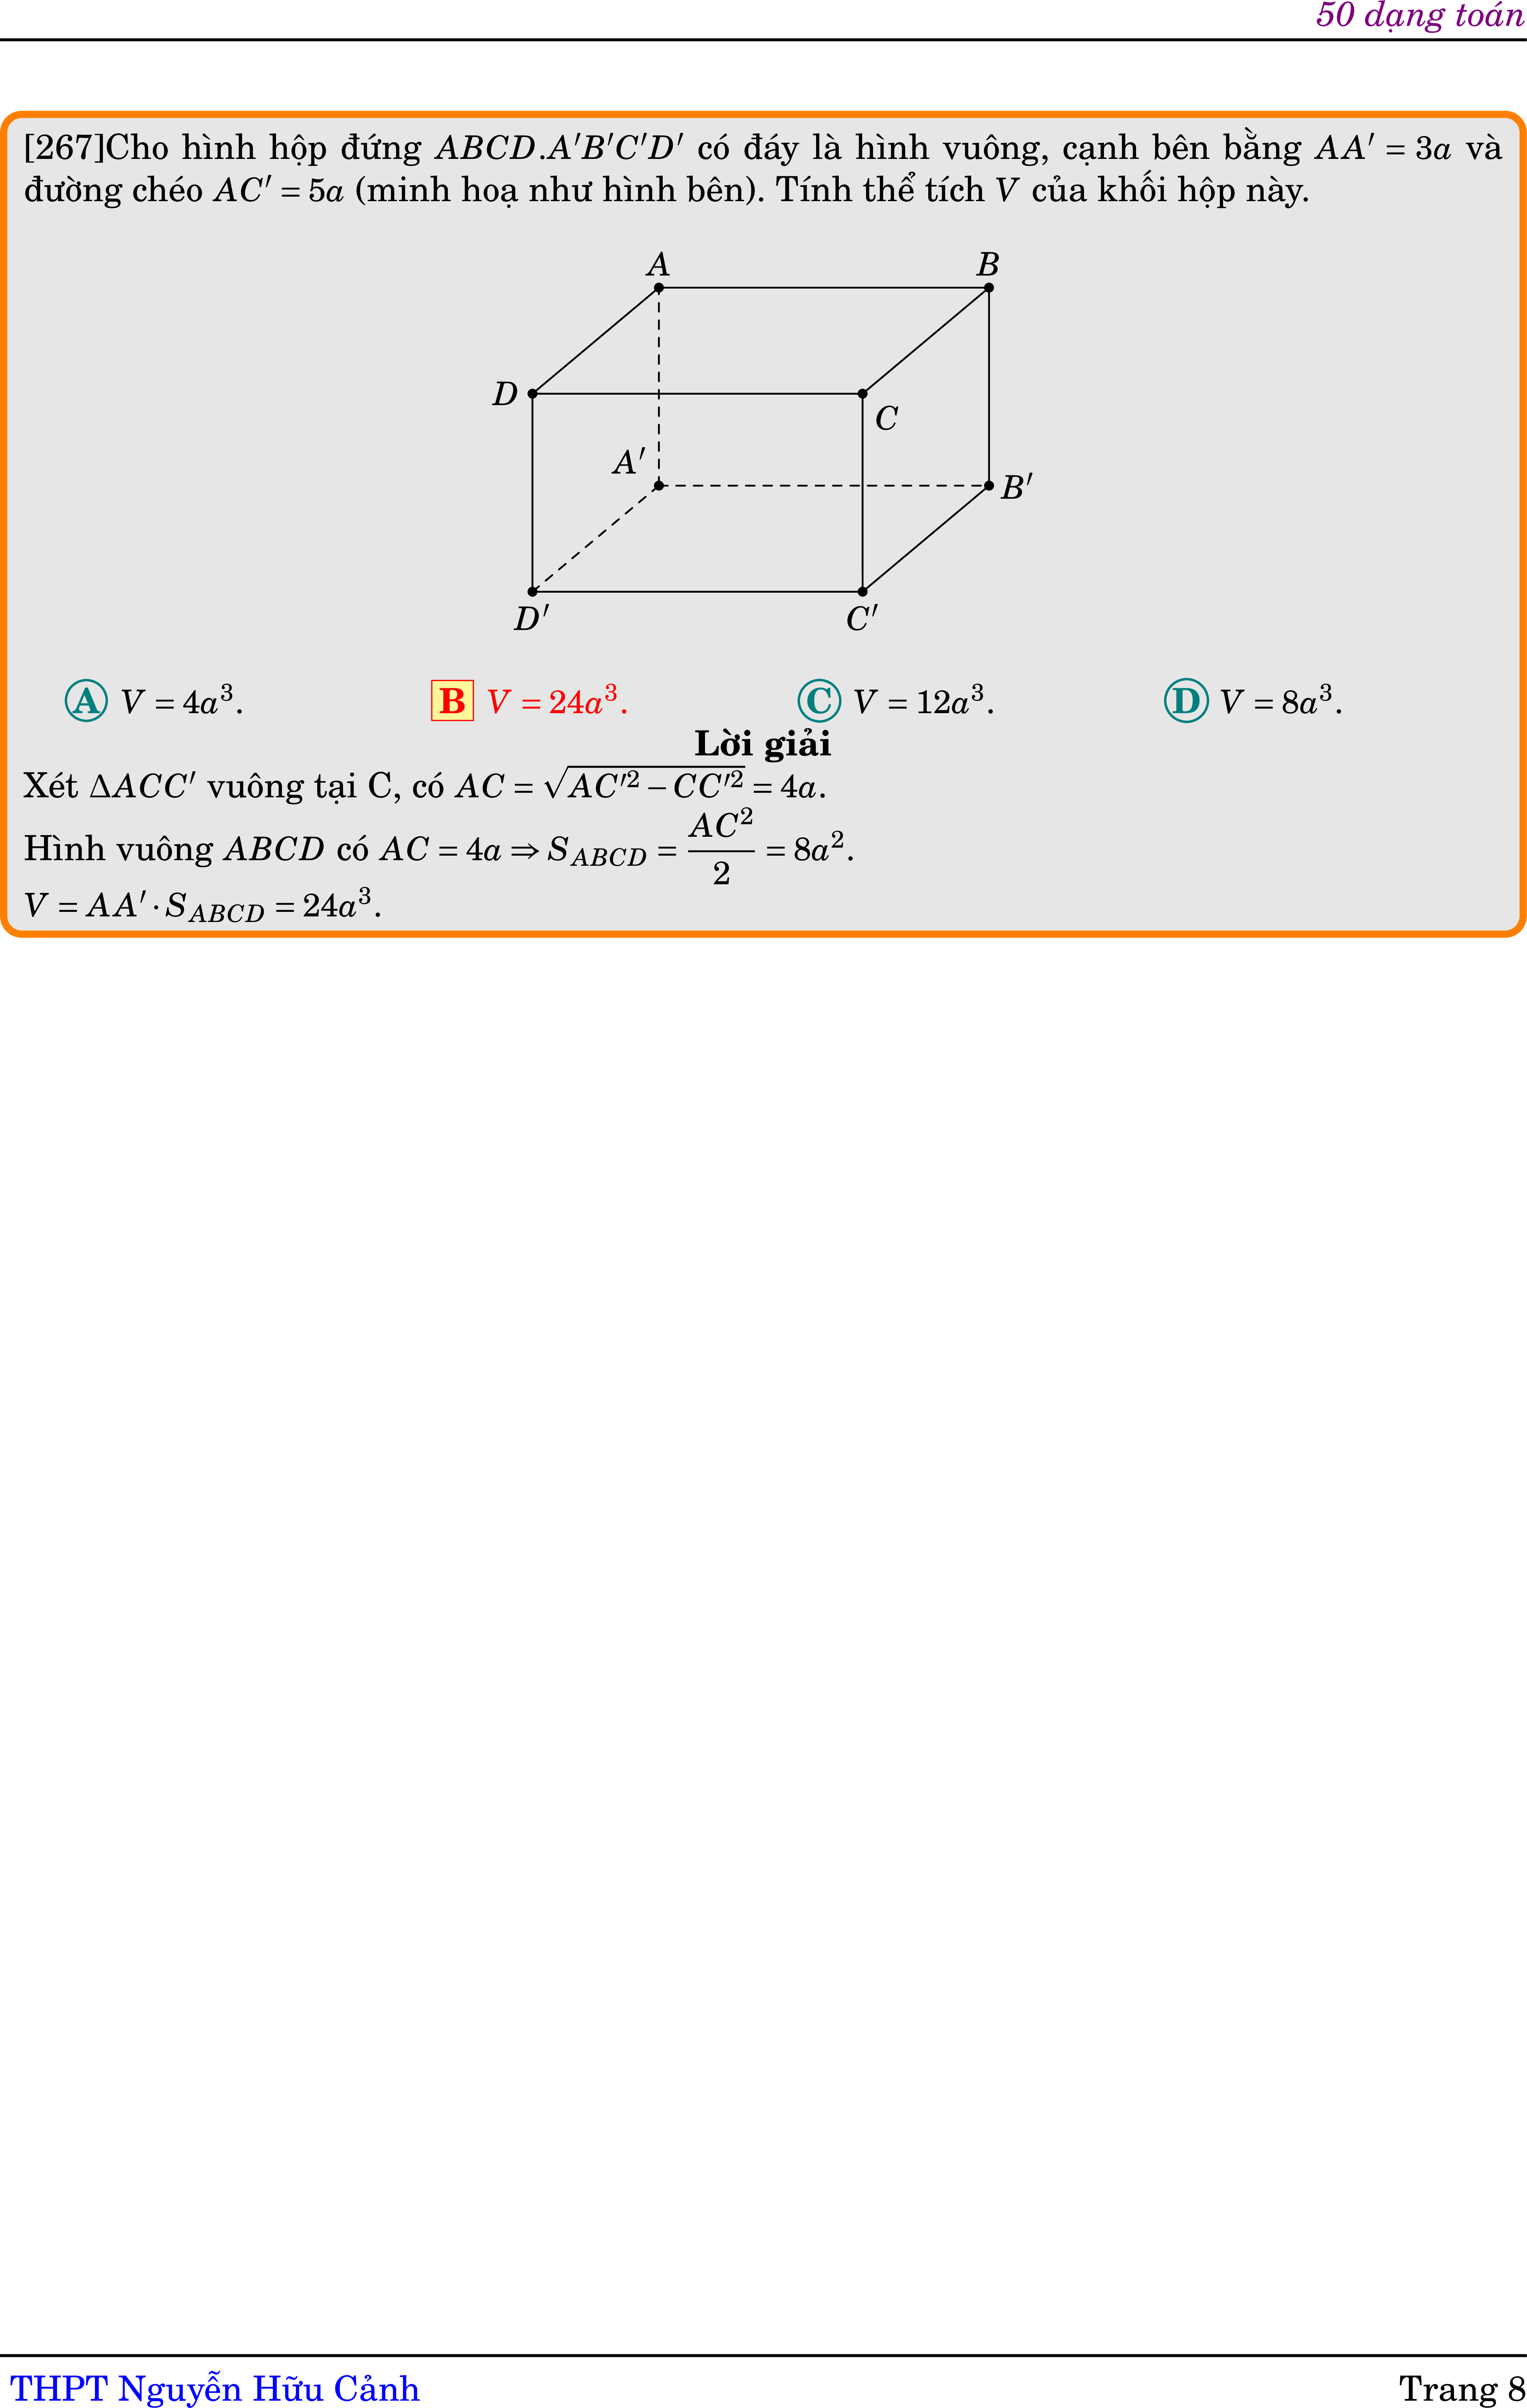 50 dạng toán
[267]Cho hình hộp đứng ABCD.A′B′C′D′ có đáy là hình vuông, cạnh bên bằng AA′ = 3a và
đường chéo AC′ = 5a (minh hoạ như hình bên). Tính thể tích V của khối hộp này.
A B
D C
A′ B′
D′ C′
A V = 4a³. B V = 24a³. C V = 12a³. D V = 8a³.
Lời giải
Xét ΔACC′ vuông tại C, có AC = √(AC′² − CC′²) = 4a.
Hình vuông ABCD có AC = 4a ⇒ S_ABCD = AC²/2 = 8a².
V = AA′ · S_ABCD = 24a³.
THPT Nguyễn Hữu Cảnh Trang 8